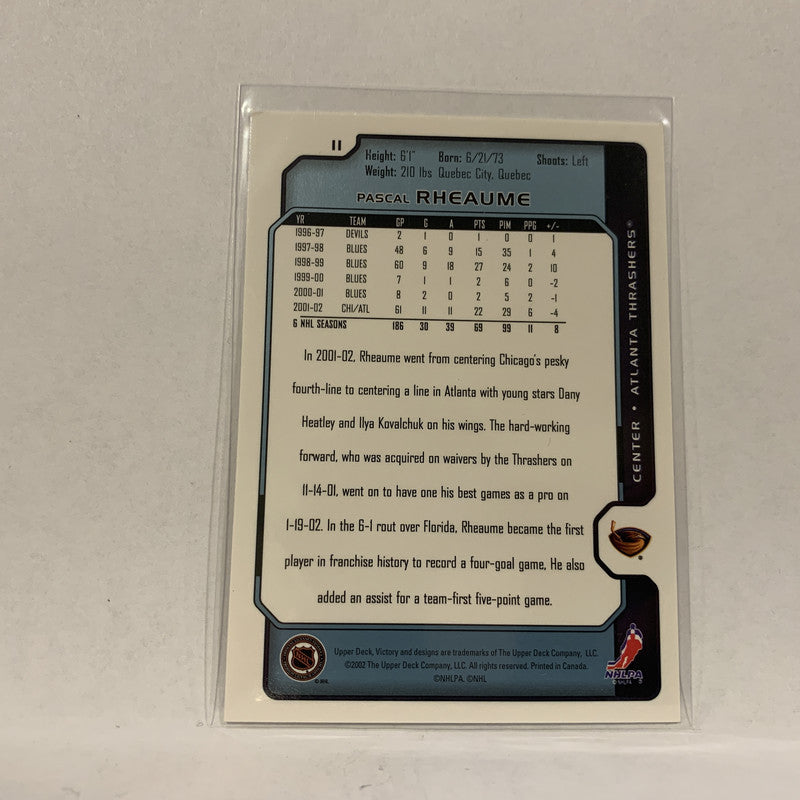 11
Height: 6'1" Born: 6/21/73 Shoots: Left
Weight: 210 lbs Quebec City, Quebec
PASCAL RHEAUME
YR TEAM GP G A PTS PIM PPG +/-
1996-97 DEVILS 2 1 0 1 0 0 1
1997-98 BLUES 48 6 9 15 35 1 4
1998-99 BLUES 60 9 18 27 24 2 10
1999-00 BLUES 7 1 1 2 6 0 -2
2000-01 BLUES 8 2 0 2 5 2 -1
2001-02 CHI/ATL 61 11 11 22 29 6 -4
6 NHL SEASONS 186 30 39 69 99 11 8
In 2001-02, Rheaume went from centering Chicago's pesky
fourth-line to centering a line in Atlanta with young stars Dany
Heatley and Ilya Kovalchuk on his wings. The hard-working
forward, who was acquired on waivers by the Thrashers on
11-14-01, went on to have one his best games as a pro on
1-19-02. In the 6-1 rout over Florida, Rheaume became the first
player in franchise history to record a four-goal game. He also
added an assist for a team-first five-point game.
CENTER • ATLANTA THRASHERS®
Upper Deck, Victory and designs are trademarks of The Upper Deck Company, LLC.
©2002 The Upper Deck Company, LLC. All rights reserved. Printed in Canada.
©NHLPA, ©NHL
NHL
© NHL
NHLPA